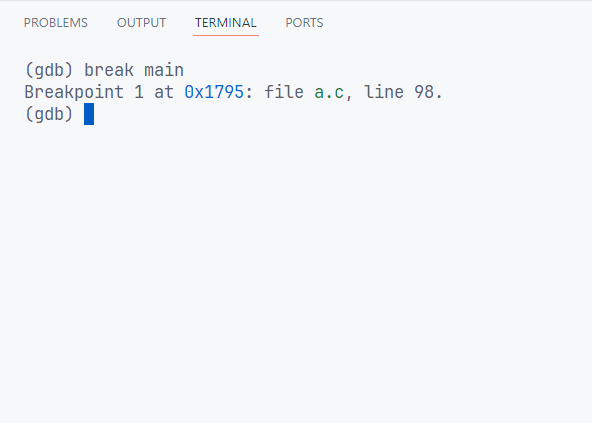 PROBLEMS OUTPUT TERMINAL PORTS
(gdb) break main
Breakpoint 1 at 0x1795: file a.c, line 98.
(gdb)